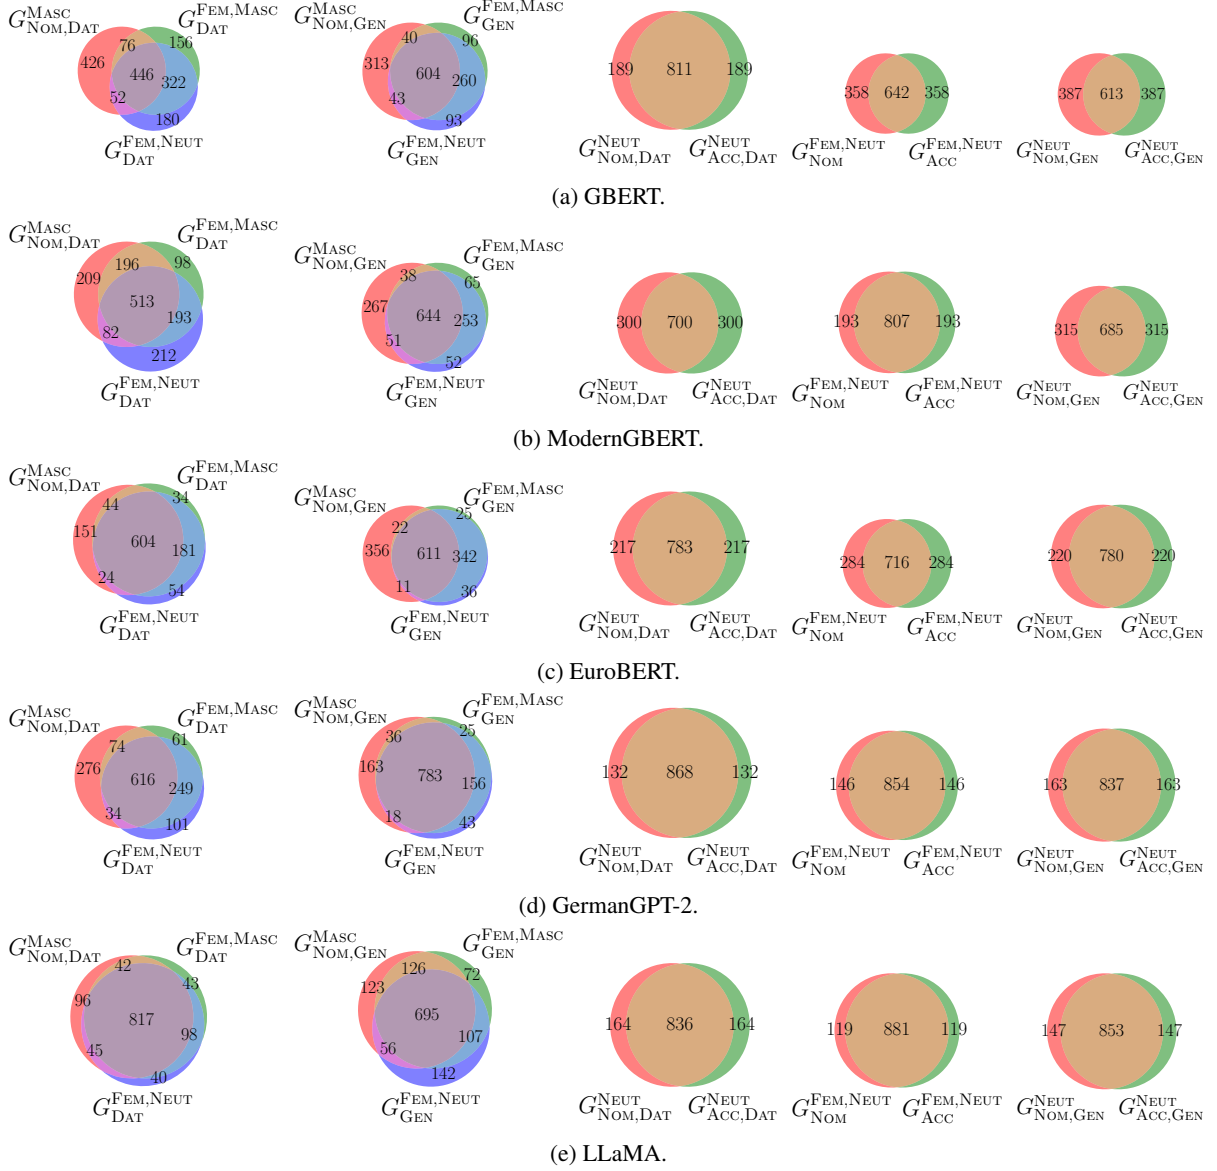 G^MASC_NOM,DAT G^FEM,MASC_DAT
426 76 156 446 322 52 180
G^FEM,NEUT_DAT
G^MASC_NOM,GEN G^FEM,MASC_GEN
313 40 96 604 260 43 93
G^FEM,NEUT_GEN
189 811 189
G^NEUT_NOM,DAT G^NEUT_ACC,DAT
358 642 358
G^FEM,NEUT_NOM G^FEM,NEUT_ACC
387 613 387
G^NEUT_NOM,GEN G^NEUT_ACC,GEN
(a) GBERT.
G^MASC_NOM,DAT G^FEM,MASC_DAT
209 196 98 513 193 82 212
G^FEM,NEUT_DAT
G^MASC_NOM,GEN G^FEM,MASC_GEN
267 38 65 644 253 51 52
G^FEM,NEUT_GEN
300 700 300
G^NEUT_NOM,DAT G^NEUT_ACC,DAT
193 807 193
G^FEM,NEUT_NOM G^FEM,NEUT_ACC
315 685 315
G^NEUT_NOM,GEN G^NEUT_ACC,GEN
(b) ModernGBERT.
G^MASC_NOM,DAT G^FEM,MASC_DAT
151 44 34 604 181 24 54
G^FEM,NEUT_DAT
G^MASC_NOM,GEN G^FEM,MASC_GEN
356 22 25 611 342 11 36
G^FEM,NEUT_GEN
217 783 217
G^NEUT_NOM,DAT G^NEUT_ACC,DAT
284 716 284
G^FEM,NEUT_NOM G^FEM,NEUT_ACC
220 780 220
G^NEUT_NOM,GEN G^NEUT_ACC,GEN
(c) EuroBERT.
G^MASC_NOM,DAT G^FEM,MASC_DAT
276 74 61 616 249 34 101
G^FEM,NEUT_DAT
G^MASC_NOM,GEN G^FEM,MASC_GEN
163 36 25 783 156 18 43
G^FEM,NEUT_GEN
132 868 132
G^NEUT_NOM,DAT G^NEUT_ACC,DAT
146 854 146
G^FEM,NEUT_NOM G^FEM,NEUT_ACC
163 837 163
G^NEUT_NOM,GEN G^NEUT_ACC,GEN
(d) GermanGPT-2.
G^MASC_NOM,DAT G^FEM,MASC_DAT
96 42 43 817 98 45 40
G^FEM,NEUT_DAT
G^MASC_NOM,GEN G^FEM,MASC_GEN
123 126 72 695 107 56 142
G^FEM,NEUT_GEN
164 836 164
G^NEUT_NOM,DAT G^NEUT_ACC,DAT
119 881 119
G^FEM,NEUT_NOM G^FEM,NEUT_ACC
147 853 147
G^NEUT_NOM,GEN G^NEUT_ACC,GEN
(e) LLaMA.